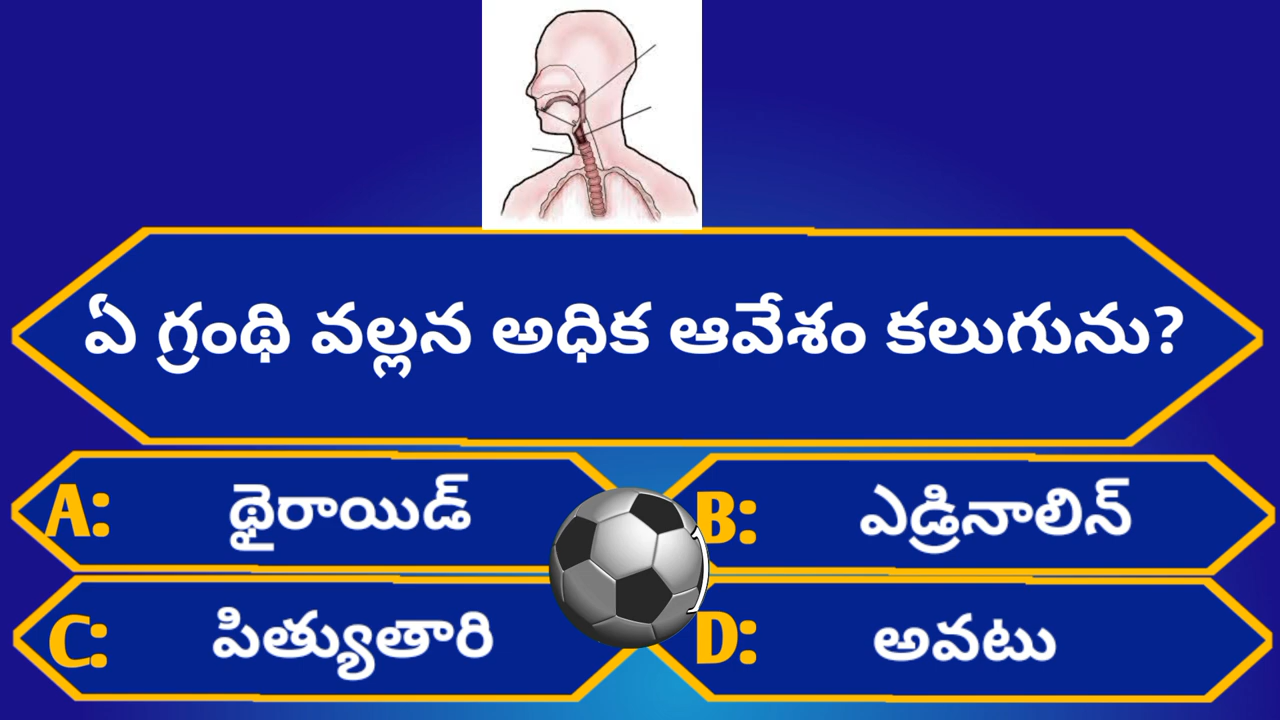 ఏ గ్రంథి వల్లన అధిక ఆవేశం కలుగును?
A: థైరాయిడ్
B: ఎడ్రినాలిన్
C: పిత్యుతారి
D: అవటు